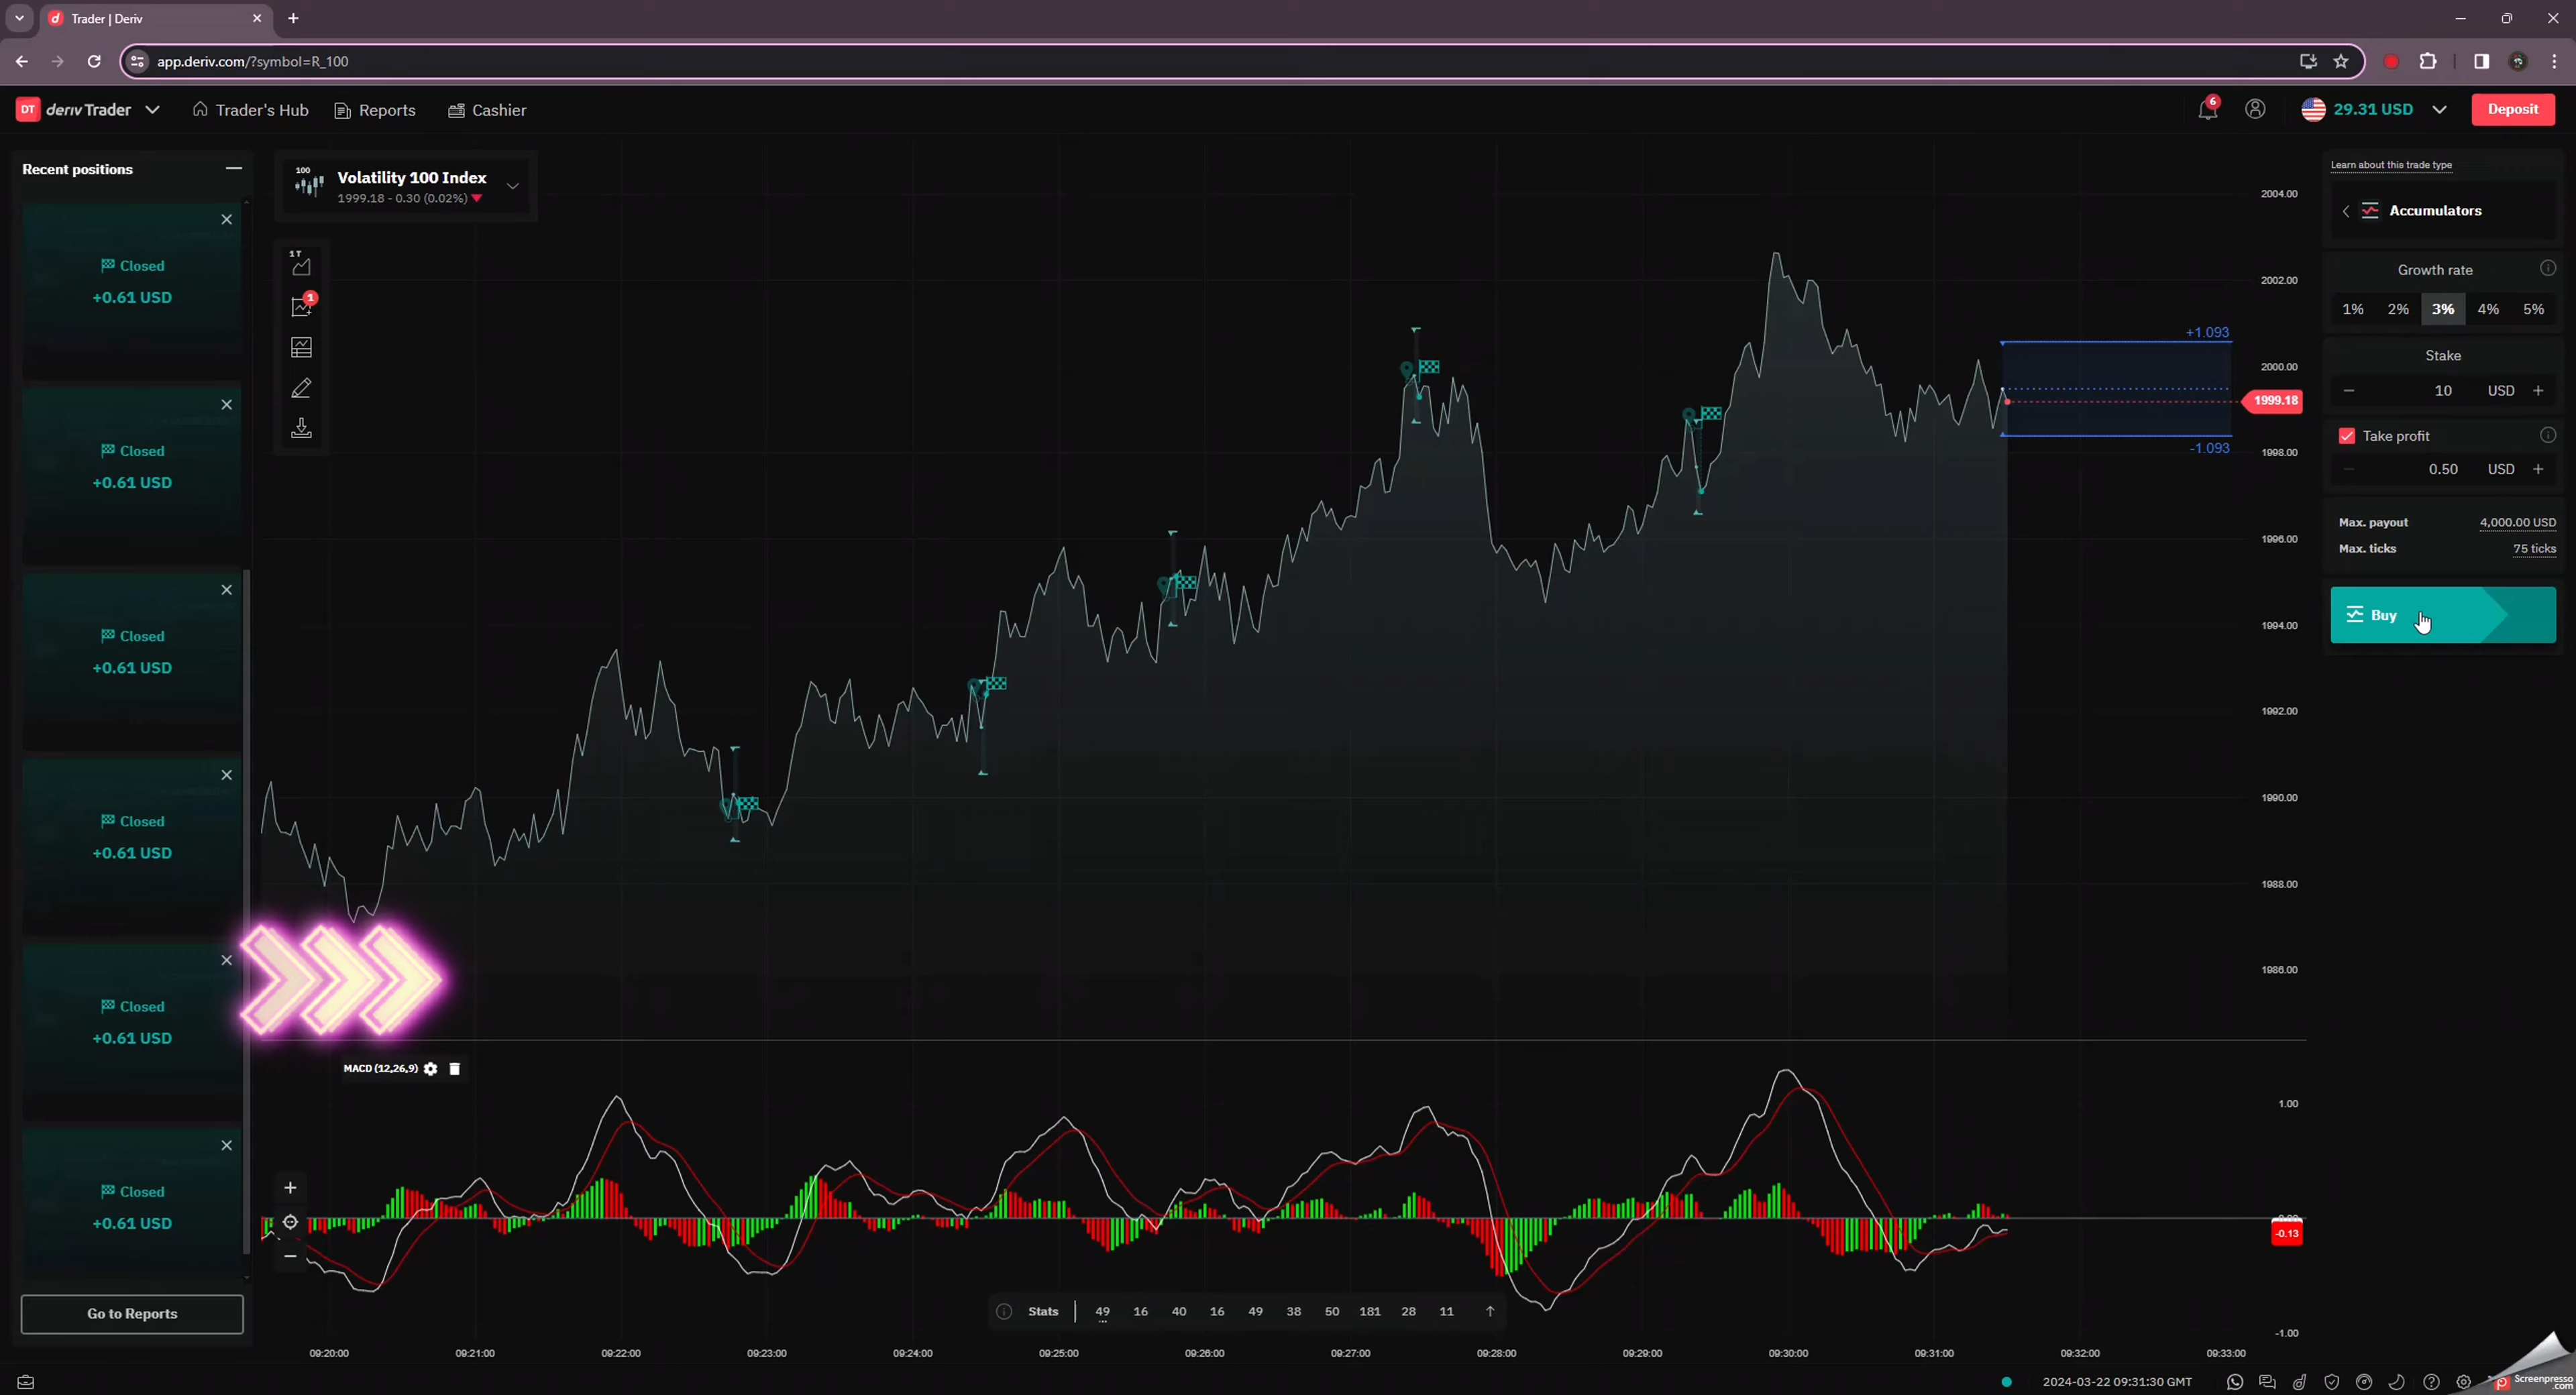 Trader | Deriv
app.deriv.com/?symbol=R_100
DT deriv Trader
Trader's Hub
Reports
Cashier
6
29.31 USD
Deposit
Recent positions
Closed
+0.61 USD
Closed
+0.61 USD
Closed
+0.61 USD
Closed
+0.61 USD
Closed
+0.61 USD
Closed
+0.61 USD
Go to Reports
100
Volatility 100 Index
1999.18 - 0.30 (0.02%)
1T
1
+1.093
-1.093
2004.00
2002.00
2000.00
1999.18
1998.00
1996.00
1994.00
1992.00
1990.00
1988.00
1986.00
MACD (12,26,9)
1.00
0.00
-0.13
-1.00
Stats 49 16 40 16 49 38 50 181 28 11
09:20:00 09:21:00 09:22:00 09:23:00 09:24:00 09:25:00 09:26:00 09:27:00 09:28:00 09:29:00 09:30:00 09:31:00 09:32:00 09:33:00
Learn about this trade type
Accumulators
Growth rate
1% 2% 3% 4% 5%
Stake
10 USD
Take profit
0.50 USD
Max. payout 4,000.00 USD
Max. ticks 75 ticks
Buy
2024-03-22 09:31:30 GMT
Screenpresso
.com